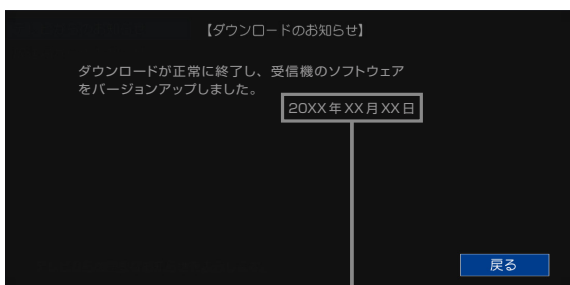 【ダウンロードのお知らせ】
ダウンロードが正常に終了し、受信機のソフトウェア
をバージョンアップしました。
20XX年XX月XX日
戻る